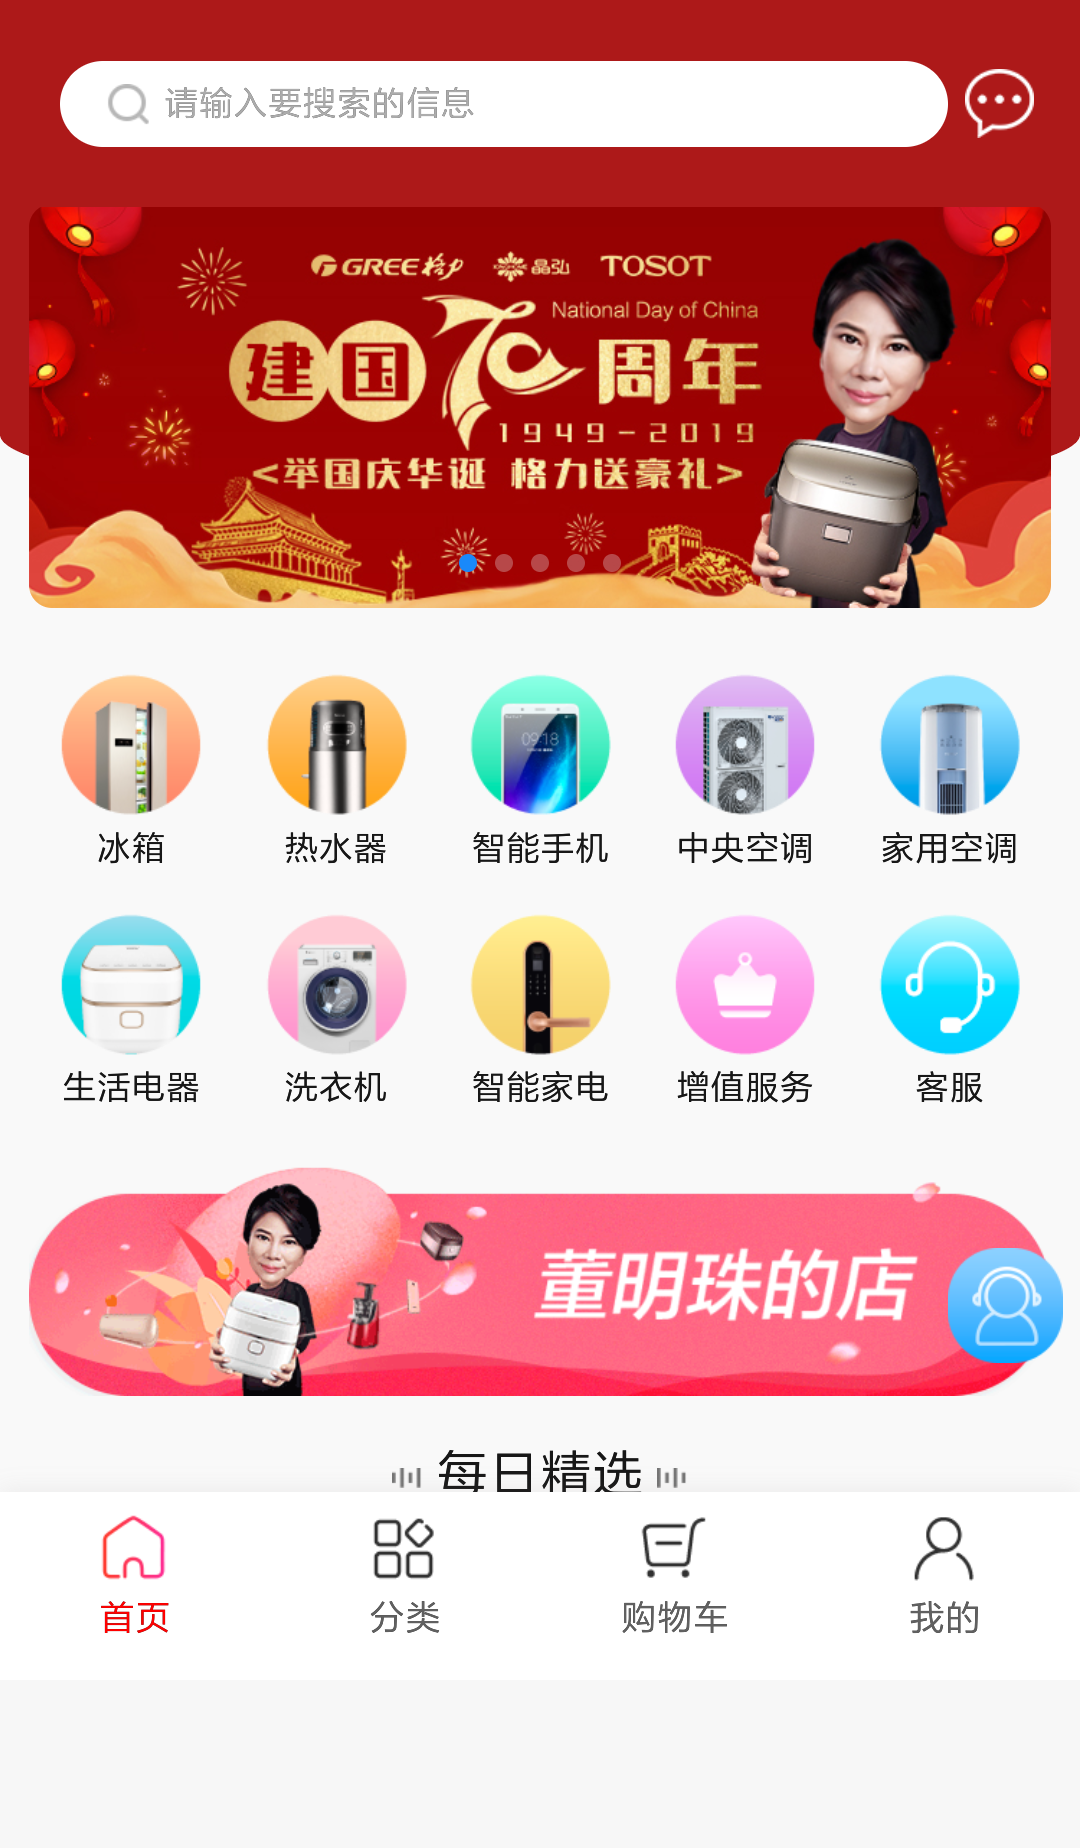 请输入要搜索的信息
GREE格力 晶弘 TOSOT
National Day of China
建国70周年
1949-2019
<举国庆华诞 格力送豪礼>
09:18
冰箱 热水器 智能手机 中央空调 家用空调
生活电器 洗衣机 智能家电 增值服务 客服
董明珠的店
每日精选
首页 分类 购物车 我的